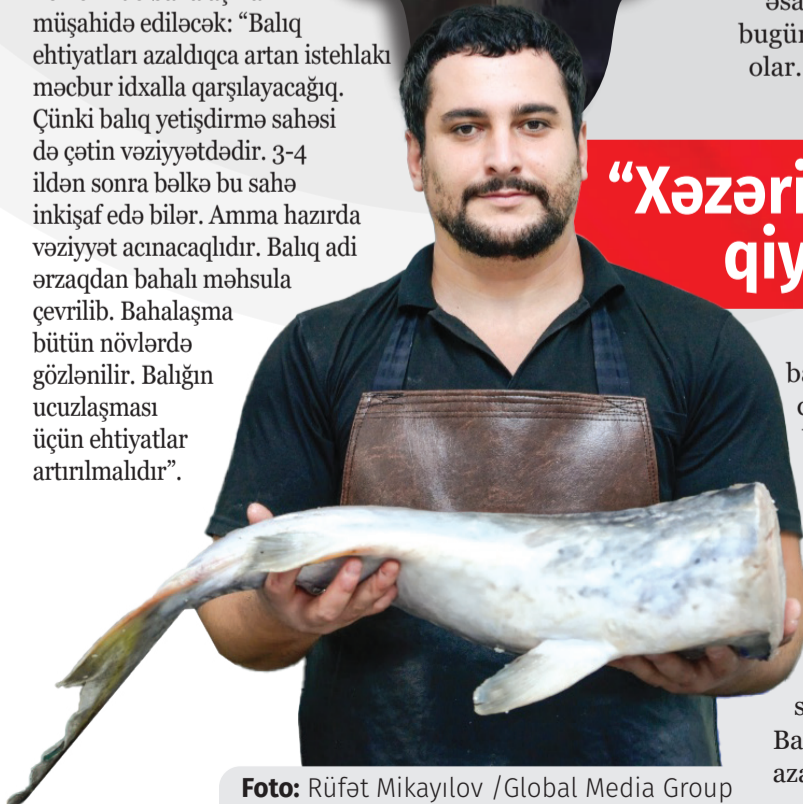 müşahidə ediləcək: “Balıq
ehtiyatları azaldıqca artan istehlakı
məcbur idxalla qarşılayacağıq.
Çünki balıq yetişdirmə sahəsi
də çətin vəziyyətdədir. 3-4
ildən sonra bəlkə bu sahə
inkişaf edə bilər. Amma hazırda
vəziyyət acınacaqlıdır. Balıq adi
ərzaqdan bahalı məhsula
çevrilib. Bahalaşma
bütün növlərdə
gözlənilir. Balığın
ucuzlaşması
üçün ehtiyatlar
artırılmalıdır”.
olar.
“Xəzəri
qiy
Foto: Rüfət Mikayılov /Global Media Group